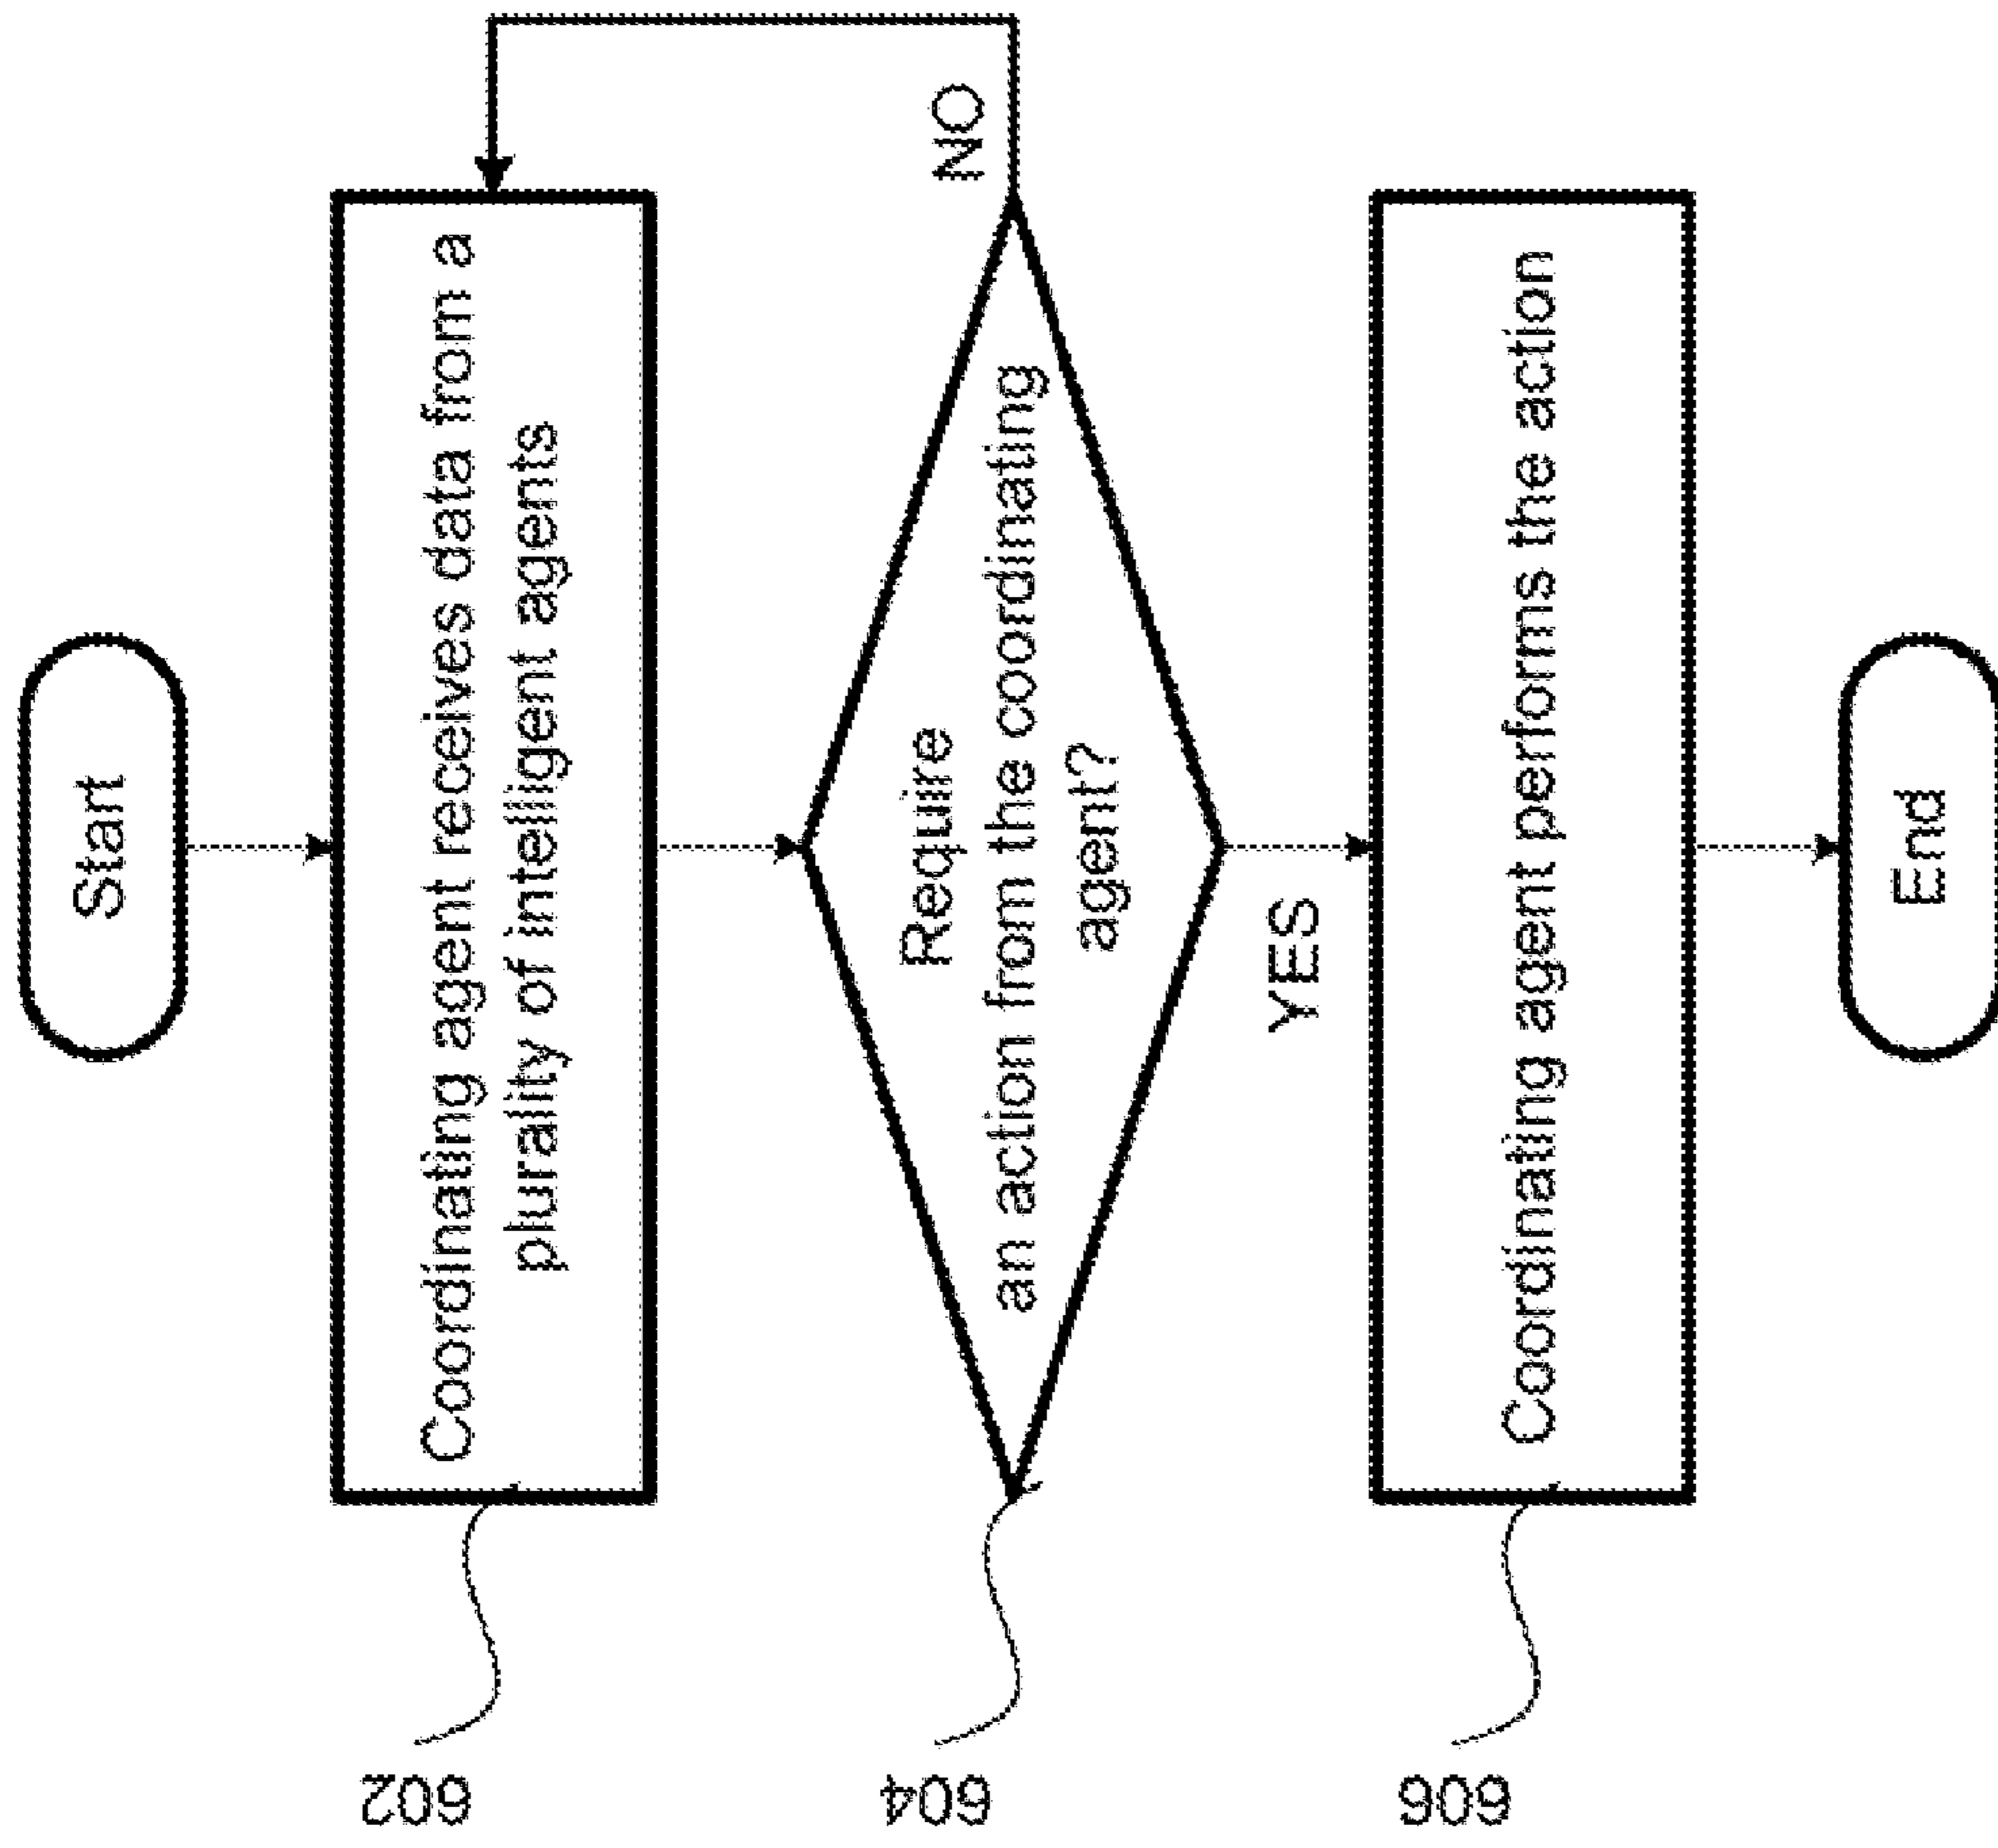 Start
Coordinating agent receives data from a
plurality of intelligent agents
602
Require
an action from the coordinating
agent?
604
NO
YES
Coordinating agent performs the action
606
End